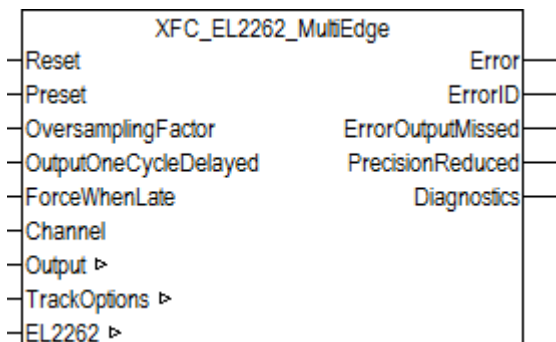 XFC_EL2262_MultiEdge
Reset Error
Preset ErrorID
OversamplingFactor ErrorOutputMissed
OutputOneCycleDelayed PrecisionReduced
ForceWhenLate Diagnostics
Channel
Output
TrackOptions
EL2262